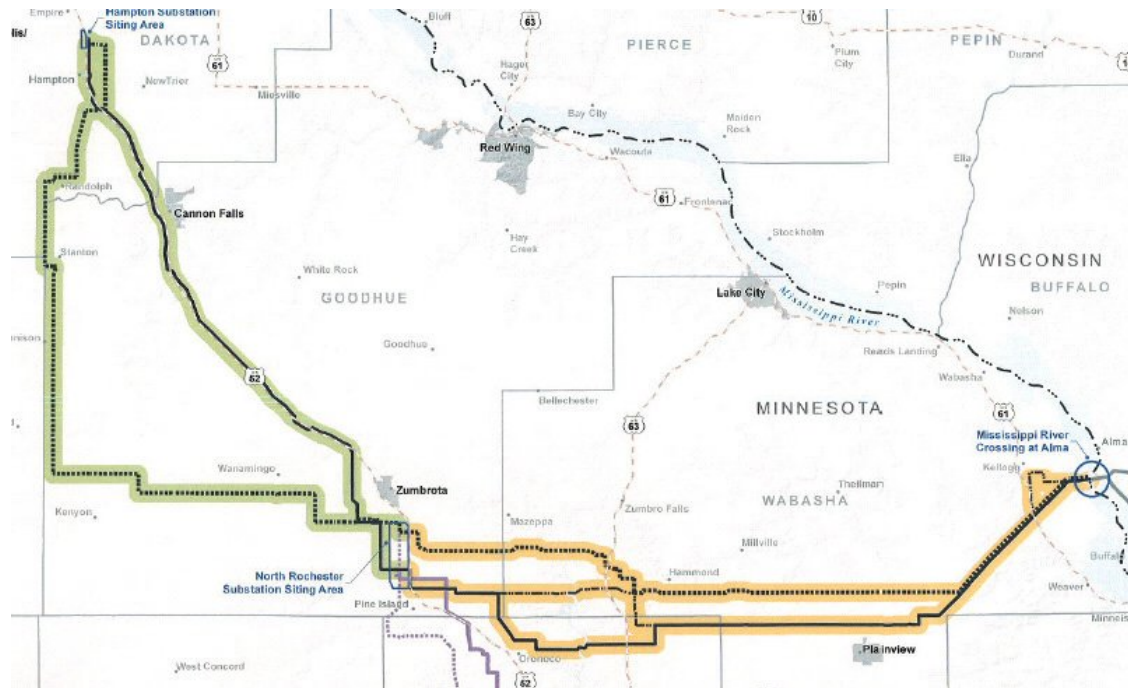 Empire
Hampton Substation
Siting Area
lis/
DAKOTA
Bluff
63
10
PIERCE
PEPIN
Plum
City
Durand
61
Hager
City
Hampton
NewTrier
Miesville
Bay City
Maiden
Rock
Red Wing
Wacouta
Ella
Randolph
61
Frontenac
Cannon Falls
Hay
Creek
Stockholm
Stanton
White Rock
WISCONSIN
BUFFALO
GOODHUE
Lake City
Pepin
Mississippi River
Nelson
Goodhue
Reads Landing
Wabasha
52
Bellechester
MINNESOTA
61
63
Mississippi River
Crossing at Alma
Alma
Wanamingo
Kellogg
Zumbrota
Theilman
WABASHA
Kenyon
Mazeppa
Zumbro Falls
Millville
Buffalo
North Rochester
Substation Siting Area
Hammond
Weaver
Pine Island
Minneis
Oronoco
Plainview
West Concord
52